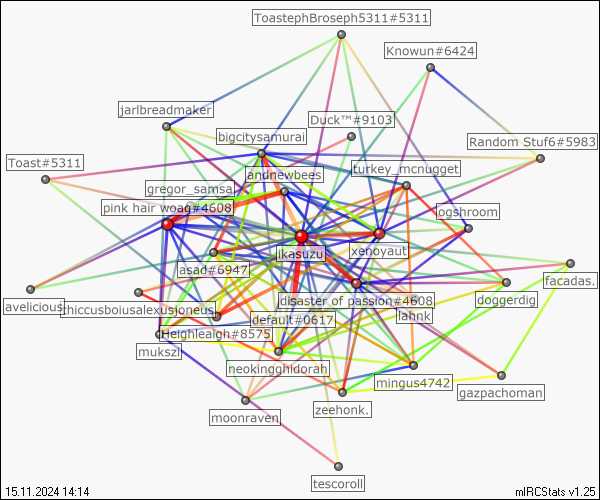 ToastephBroseph5311#5311
Knowun#6424
jarlbreadmaker
Duck™#9103
bigcitysamurai
Random Stuf6#5983
Toast#5311
turkey_mcnugget
andnewbees
gregor_samsa
pink hair woag#4608
ogshroom
xenoyaut
jikasuzu
asad#6947
facadas.
doggerdig
disaster of passion#4608
avelicious
thiccusboiusalexusjoneus
default#0617
lahnk
Heighleaigh#8575
mukszi
neokingghidorah
mingus4742
gazpachoman
zeehonk.
moonraven
tescoroll
15.11.2024 14:14
mIRCStats v1.25